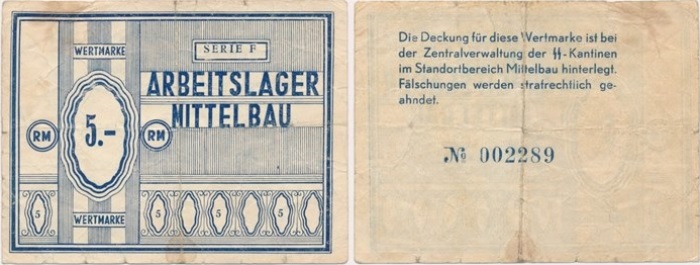 WERTMARKE
SERIE F
ARBEITSLAGER
MITTELBAU
RM 5.- RM
5 5 5 5 5 5
WERTMARKE
Die Deckung für diese Wertmarke ist bei
der Zentralverwaltung der ᛋᛋ-Kantinen
im Standortbereich Mittelbau hinterlegt.
Fälschungen werden strafrechtlich ge-
ahndet.
№ 002289